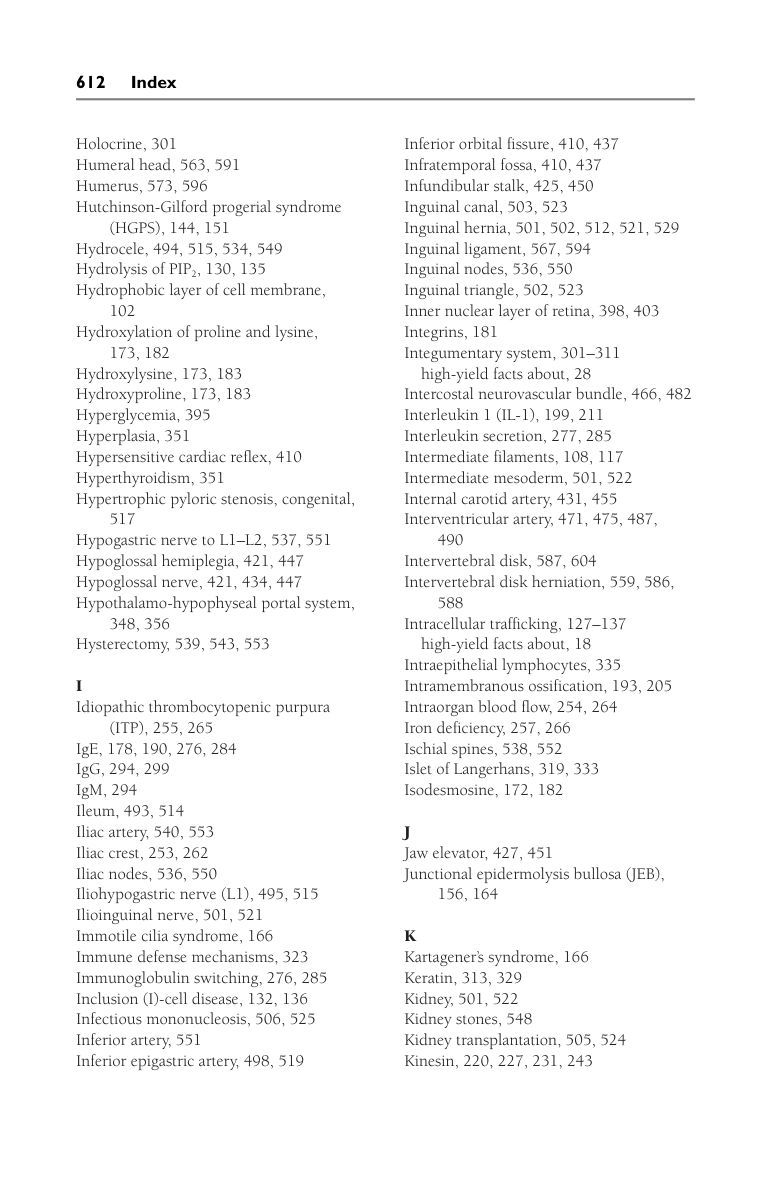 612 Index
Holocrine, 301
Humeral head, 563, 591
Humerus, 573, 596
Hutchinson-Gilford progerial syndrome
(HGPS), 144, 151
Hydrocele, 494, 515, 534, 549
Hydrolysis of PIP₂, 130, 135
Hydrophobic layer of cell membrane,
102
Hydroxylation of proline and lysine,
173, 182
Hydroxylysine, 173, 183
Hydroxyproline, 173, 183
Hyperglycemia, 395
Hyperplasia, 351
Hypersensitive cardiac reflex, 410
Hyperthyroidism, 351
Hypertrophic pyloric stenosis, congenital,
517
Hypogastric nerve to L1–L2, 537, 551
Hypoglossal hemiplegia, 421, 447
Hypoglossal nerve, 421, 434, 447
Hypothalamo-hypophyseal portal system,
348, 356
Hysterectomy, 539, 543, 553
I
Idiopathic thrombocytopenic purpura
(ITP), 255, 265
IgE, 178, 190, 276, 284
IgG, 294, 299
IgM, 294
Ileum, 493, 514
Iliac artery, 540, 553
Iliac crest, 253, 262
Iliac nodes, 536, 550
Iliohypogastric nerve (L1), 495, 515
Ilioinguinal nerve, 501, 521
Immotile cilia syndrome, 166
Immune defense mechanisms, 323
Immunoglobulin switching, 276, 285
Inclusion (I)-cell disease, 132, 136
Infectious mononucleosis, 506, 525
Inferior artery, 551
Inferior epigastric artery, 498, 519
Inferior orbital fissure, 410, 437
Infratemporal fossa, 410, 437
Infundibular stalk, 425, 450
Inguinal canal, 503, 523
Inguinal hernia, 501, 502, 512, 521, 529
Inguinal ligament, 567, 594
Inguinal nodes, 536, 550
Inguinal triangle, 502, 523
Inner nuclear layer of retina, 398, 403
Integrins, 181
Integumentary system, 301–311
high-yield facts about, 28
Intercostal neurovascular bundle, 466, 482
Interleukin 1 (IL-1), 199, 211
Interleukin secretion, 277, 285
Intermediate filaments, 108, 117
Intermediate mesoderm, 501, 522
Internal carotid artery, 431, 455
Interventricular artery, 471, 475, 487,
490
Intervertebral disk, 587, 604
Intervertebral disk herniation, 559, 586,
588
Intracellular trafficking, 127–137
high-yield facts about, 18
Intraepithelial lymphocytes, 335
Intramembranous ossification, 193, 205
Intraorgan blood flow, 254, 264
Iron deficiency, 257, 266
Ischial spines, 538, 552
Islet of Langerhans, 319, 333
Isodesmosine, 172, 182
J
Jaw elevator, 427, 451
Junctional epidermolysis bullosa (JEB),
156, 164
K
Kartagener’s syndrome, 166
Keratin, 313, 329
Kidney, 501, 522
Kidney stones, 548
Kidney transplantation, 505, 524
Kinesin, 220, 227, 231, 243